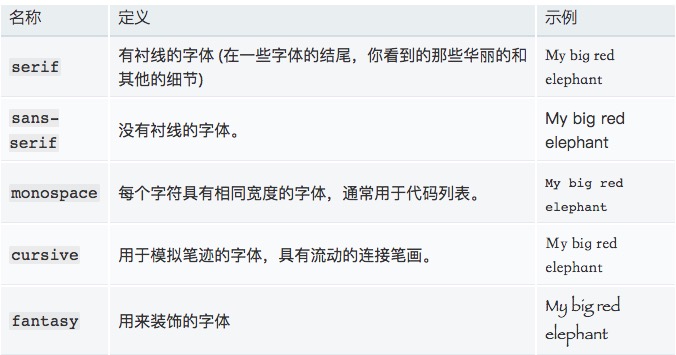 名称 定义 示例
serif 有衬线的字体 (在一些字体的结尾，你看到的那些华丽的和 My big red
其他的细节) elephant
sans- 没有衬线的字体。 My big red
serif elephant
monospace 每个字符具有相同宽度的字体，通常用于代码列表。 My big red
elephant
cursive 用于模拟笔迹的字体，具有流动的连接笔画。 My big red
elephant
fantasy 用来装饰的字体 My big red
elephant